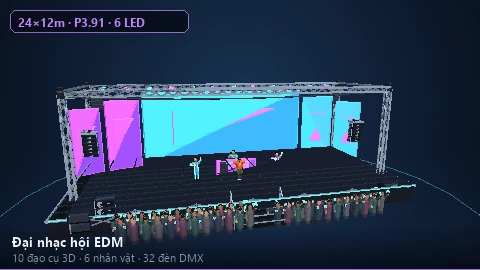 24×12m · P3.91 · 6 LED
Đại nhạc hội EDM
10 đạo cụ 3D · 6 nhân vật · 32 đèn DMX